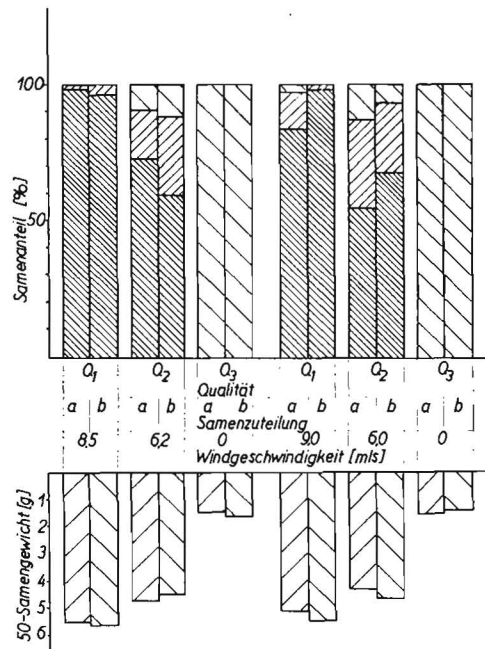 Samenanteil [%]
100
50
Q1 Q2 Q3 Q1 Q2 Q3
Qualität
a b a b a b a b a b a b
Samenzuteilung
8,5 6,2 0 9,0 6,0 0
Windgeschwindigkeit [m/s]
50-Samengewicht [g]
1
2
3
4
5
6